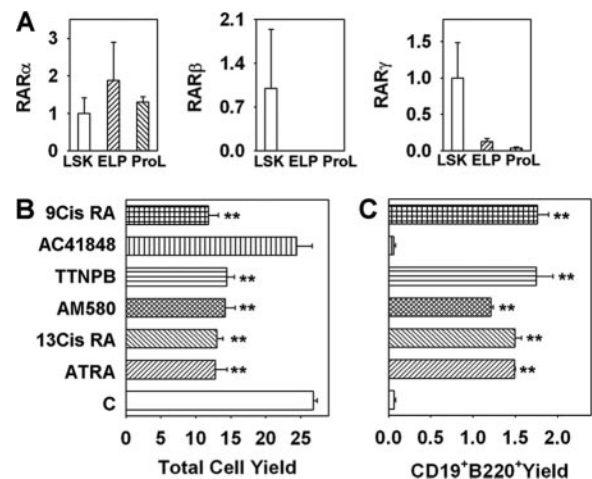 A
RARα
3
2
1
0
LSK ELP ProL
RARβ
2.1
1.4
0.7
0.0
LSK ELP ProL
RARγ
1.5
1.0
0.5
0.0
LSK ELP ProL
B
9Cis RA
AC41848
TTNPB
AM580
13Cis RA
ATRA
C
**
**
**
**
**
0 5 10 15 20 25
Total Cell Yield
C
**
**
**
**
**
0.0 0.5 1.0 1.5 2.0
CD19⁺B220⁺Yield